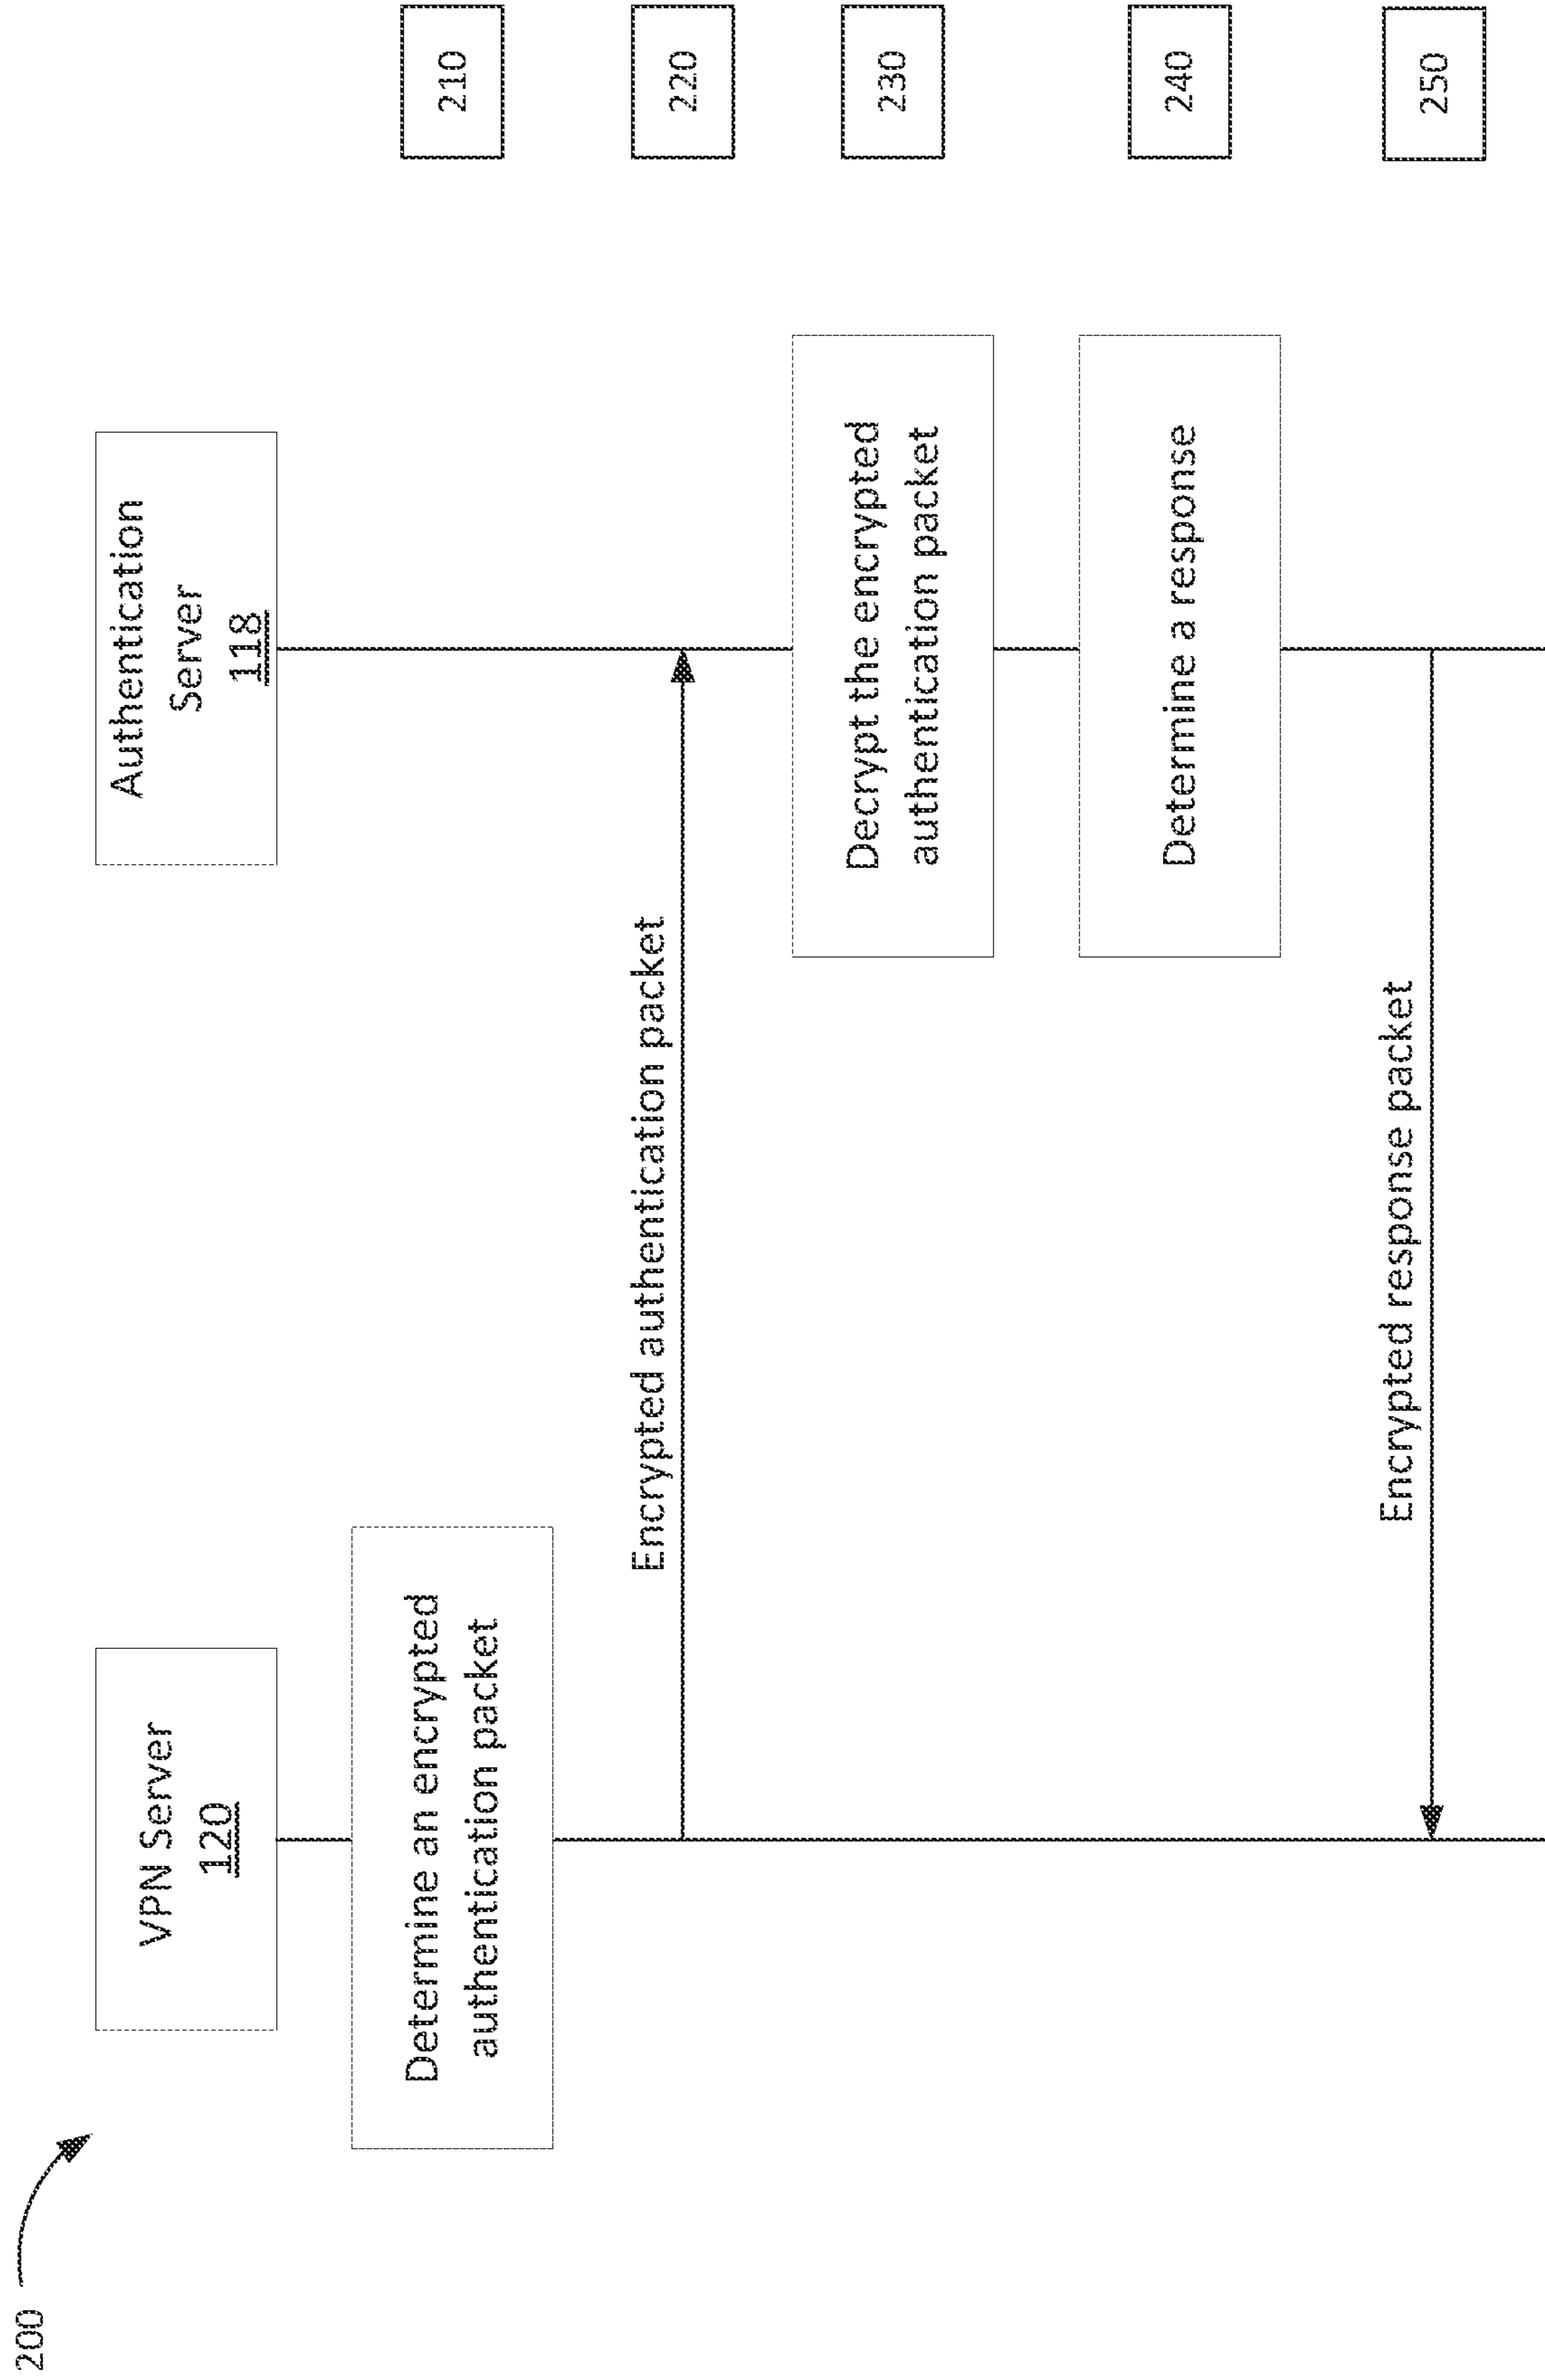 200
VPN Server
120
Authentication
Server
118
Determine an encrypted
authentication packet
210
Encrypted authentication packet
220
Decrypt the encrypted
authentication packet
230
Determine a response
240
Encrypted response packet
250